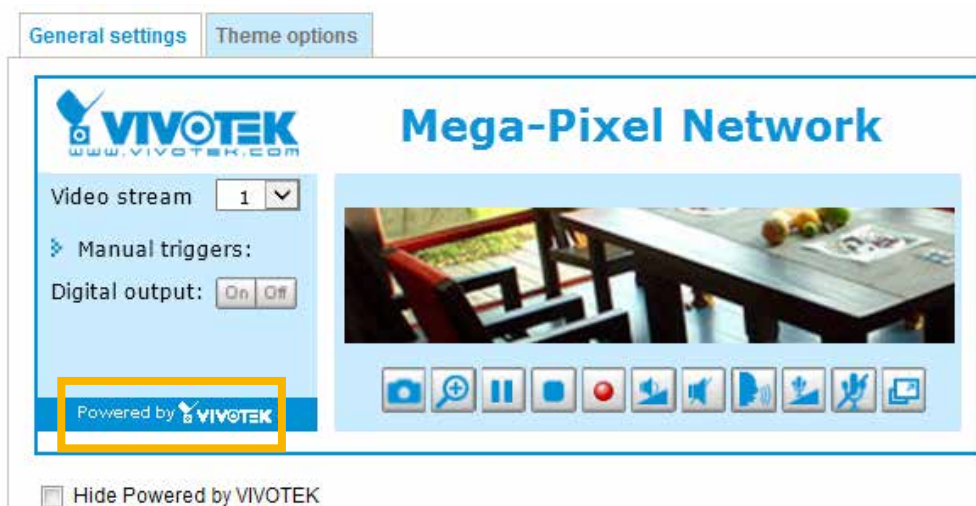 General settings
Theme options
VIVOTEK
www.vivotek.com
Mega-Pixel Network
Video stream 1
Manual triggers:
Digital output: On Off
Powered by VIVOTEK
Hide Powered by VIVOTEK